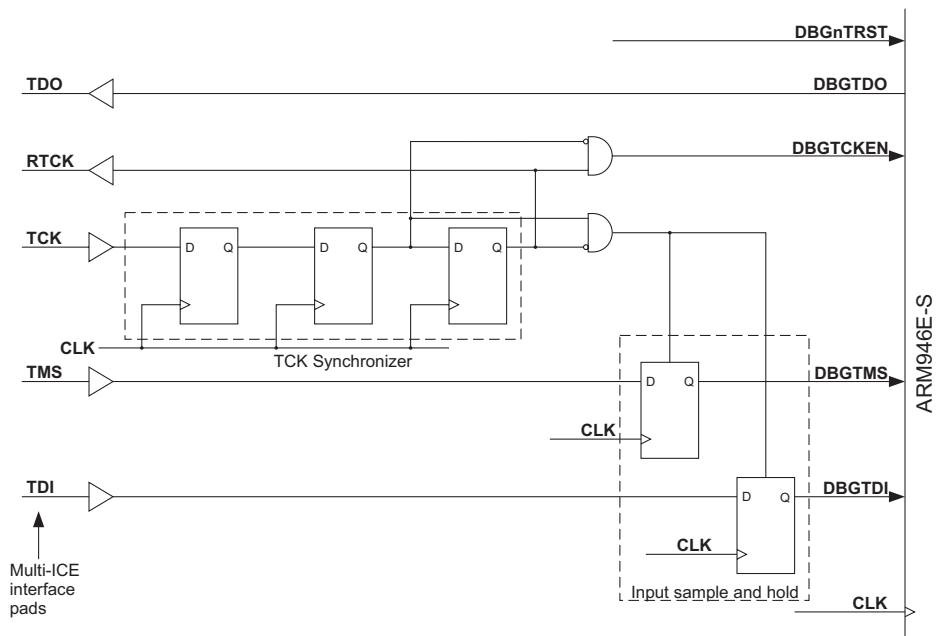 DBGnTRST
TDO
DBGTDO
RTCK
DBGTCKEN
TCK
D Q
D Q
D Q
CLK
TCK Synchronizer
TMS
D Q
DBGTMS
CLK
TDI
D Q
DBGTDI
CLK
Multi-ICE
interface
pads
Input sample and hold
CLK
ARM946E-S